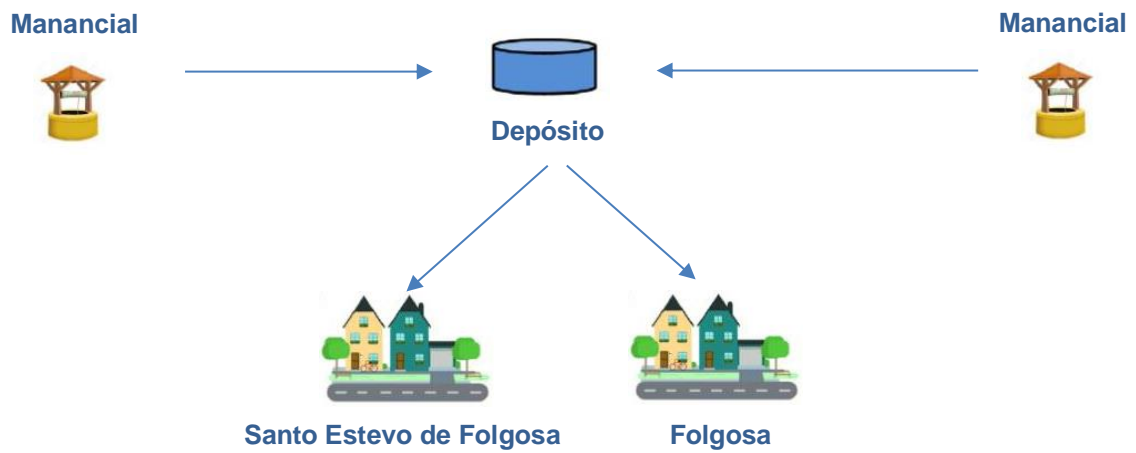 Manancial
Manancial
Depósito
Santo Estevo de Folgosa
Folgosa